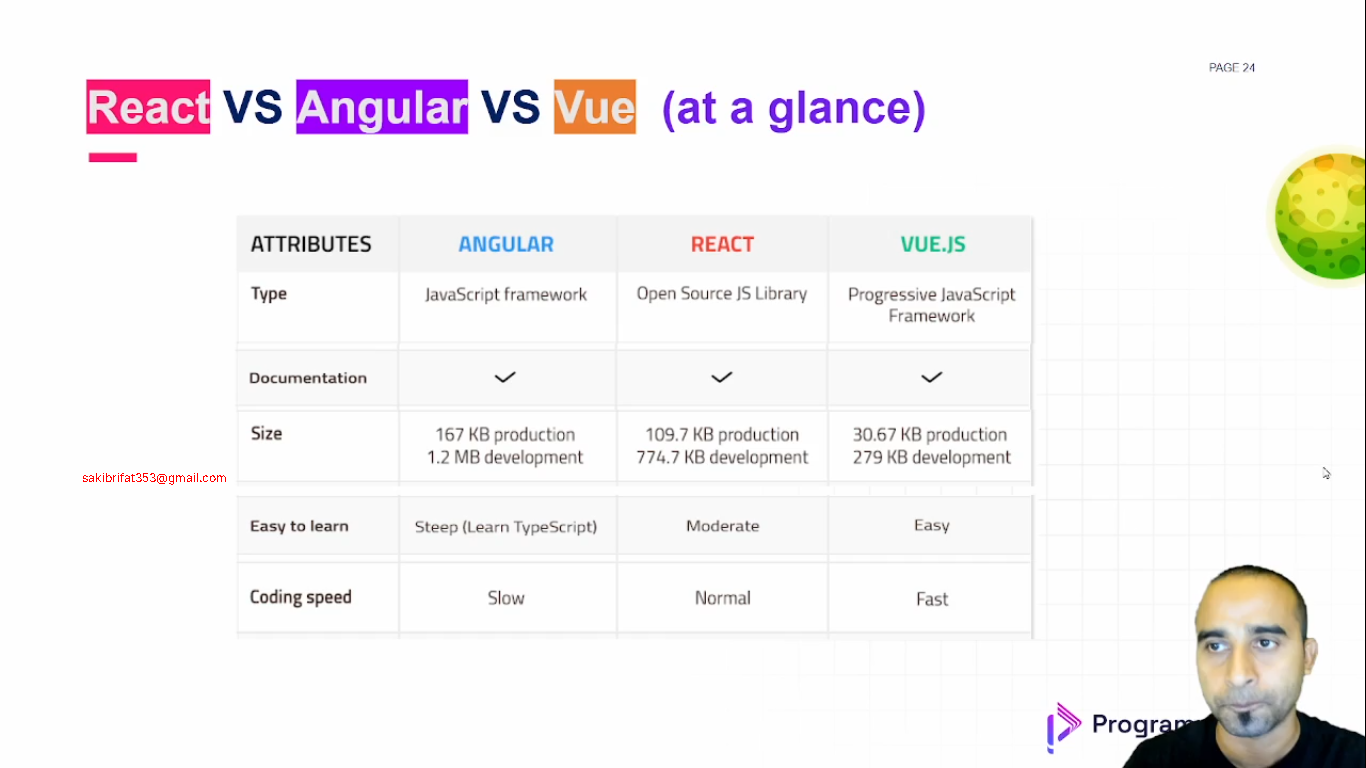 PAGE 24
React VS Angular VS Vue (at a glance)
ATTRIBUTES ANGULAR REACT VUE.JS
Type JavaScript framework Open Source JS Library Progressive JavaScript
Framework
Documentation ✓ ✓ ✓
Size 167 KB production 109.7 KB production 30.67 KB production
1.2 MB development 774.7 KB development 279 KB development
sakibrifat353@gmail.com
Easy to learn Steep (Learn TypeScript) Moderate Easy
Coding speed Slow Normal Fast